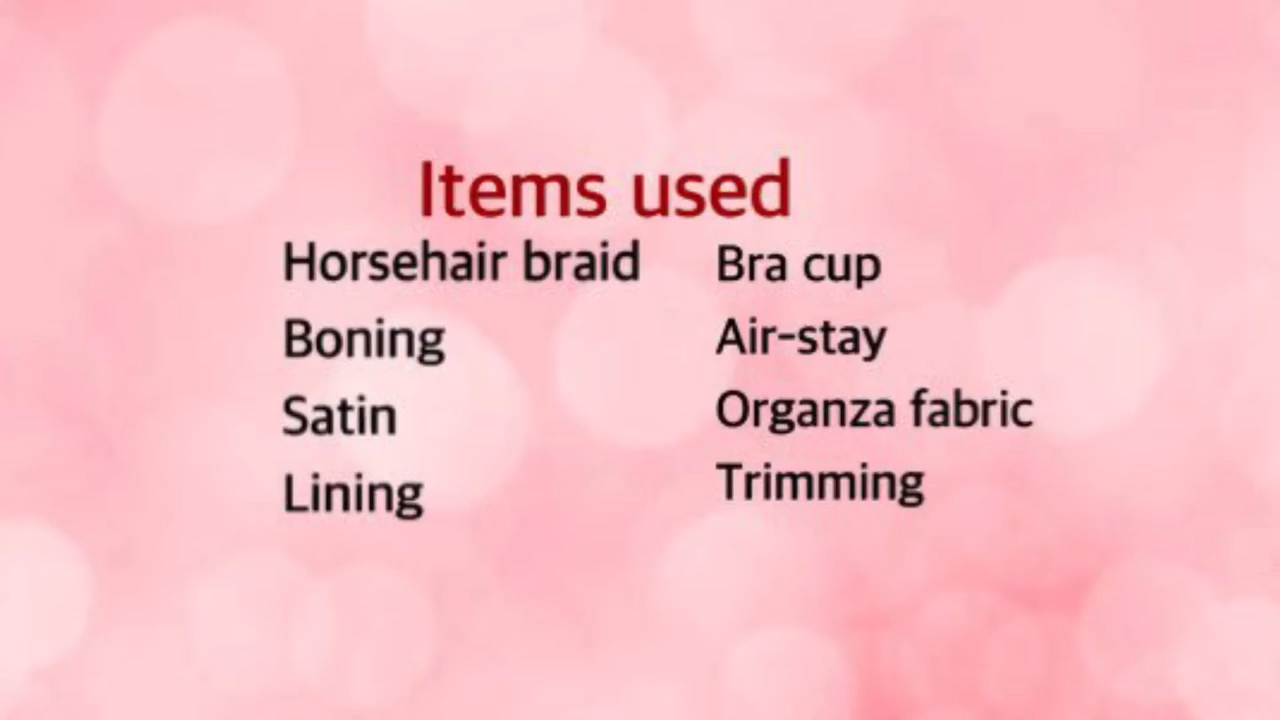 Items used
Horsehair braid
Boning
Satin
Lining
Bra cup
Air-stay
Organza fabric
Trimming